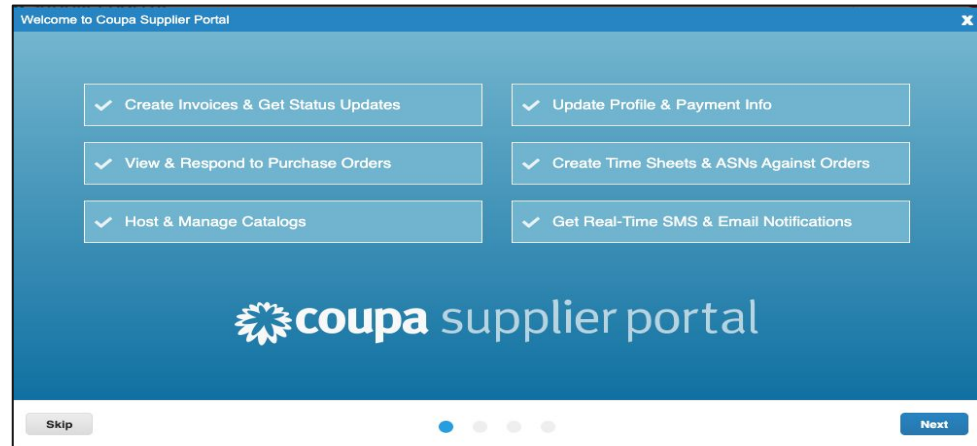 Welcome to Coupa Supplier Portal
X
Create Invoices & Get Status Updates
Update Profile & Payment Info
View & Respond to Purchase Orders
Create Time Sheets & ASNs Against Orders
Host & Manage Catalogs
Get Real-Time SMS & Email Notifications
coupa supplier portal
Skip
Next